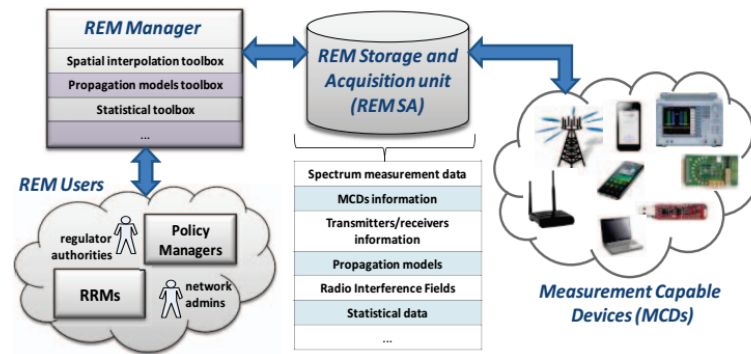 REM Manager
Spatial interpolation toolbox
Propagation models toolbox
Statistical toolbox
...
REM Storage and
Acquisition unit
(REM SA)
REM Users
regulator
authorities
Policy
Managers
RRMs
network
admins
Spectrum measurement data
MCDs information
Transmitters/receivers
information
Propagation models
Radio Interference Fields
Statistical data
...
Measurement Capable
Devices (MCDs)